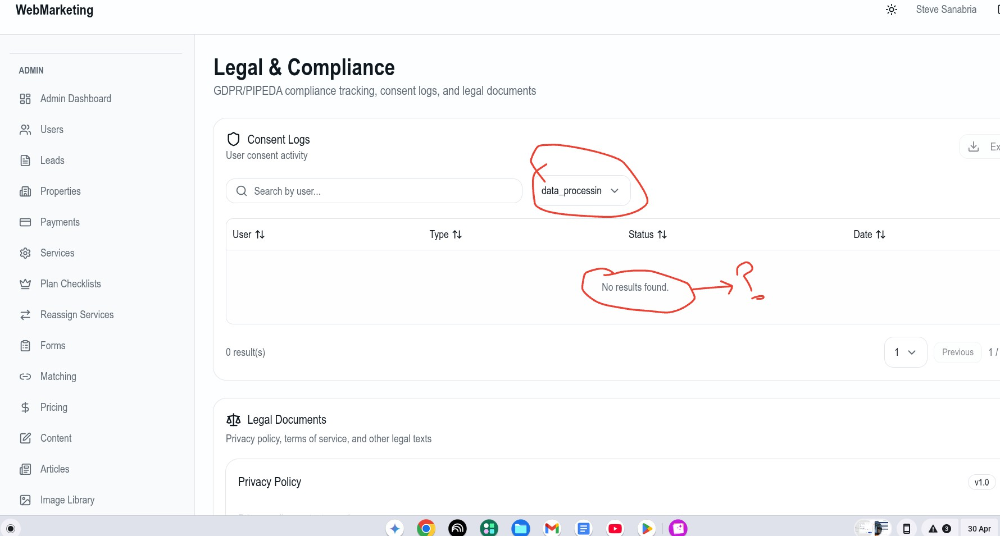 WebMarketing
Steve Sanabria
ADMIN
Admin Dashboard
Users
Leads
Properties
Payments
Services
Plan Checklists
Reassign Services
Forms
Matching
Pricing
Content
Articles
Image Library
Legal & Compliance
GDPR/PIPEDA compliance tracking, consent logs, and legal documents
Consent Logs
User consent activity
Ex
Search by user...
data_processin
User Type Status Date
No results found. ?
0 result(s)
1 Previous 1 /
Legal Documents
Privacy policy, terms of service, and other legal texts
Privacy Policy
v1.0
3 30 Apr